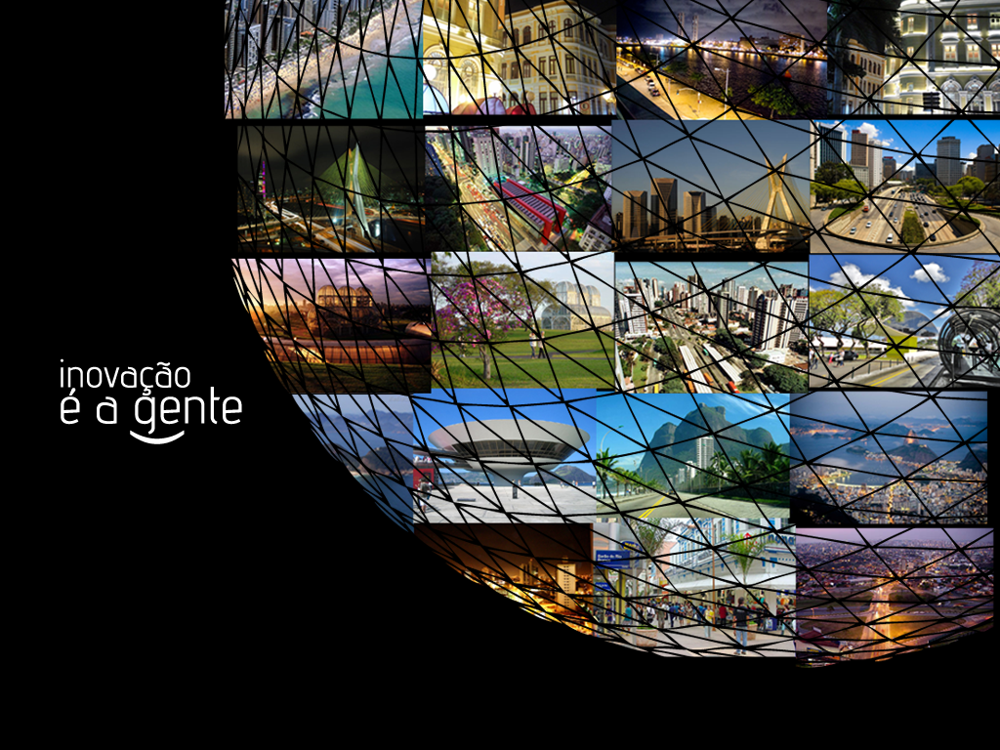 inovação
é a gente